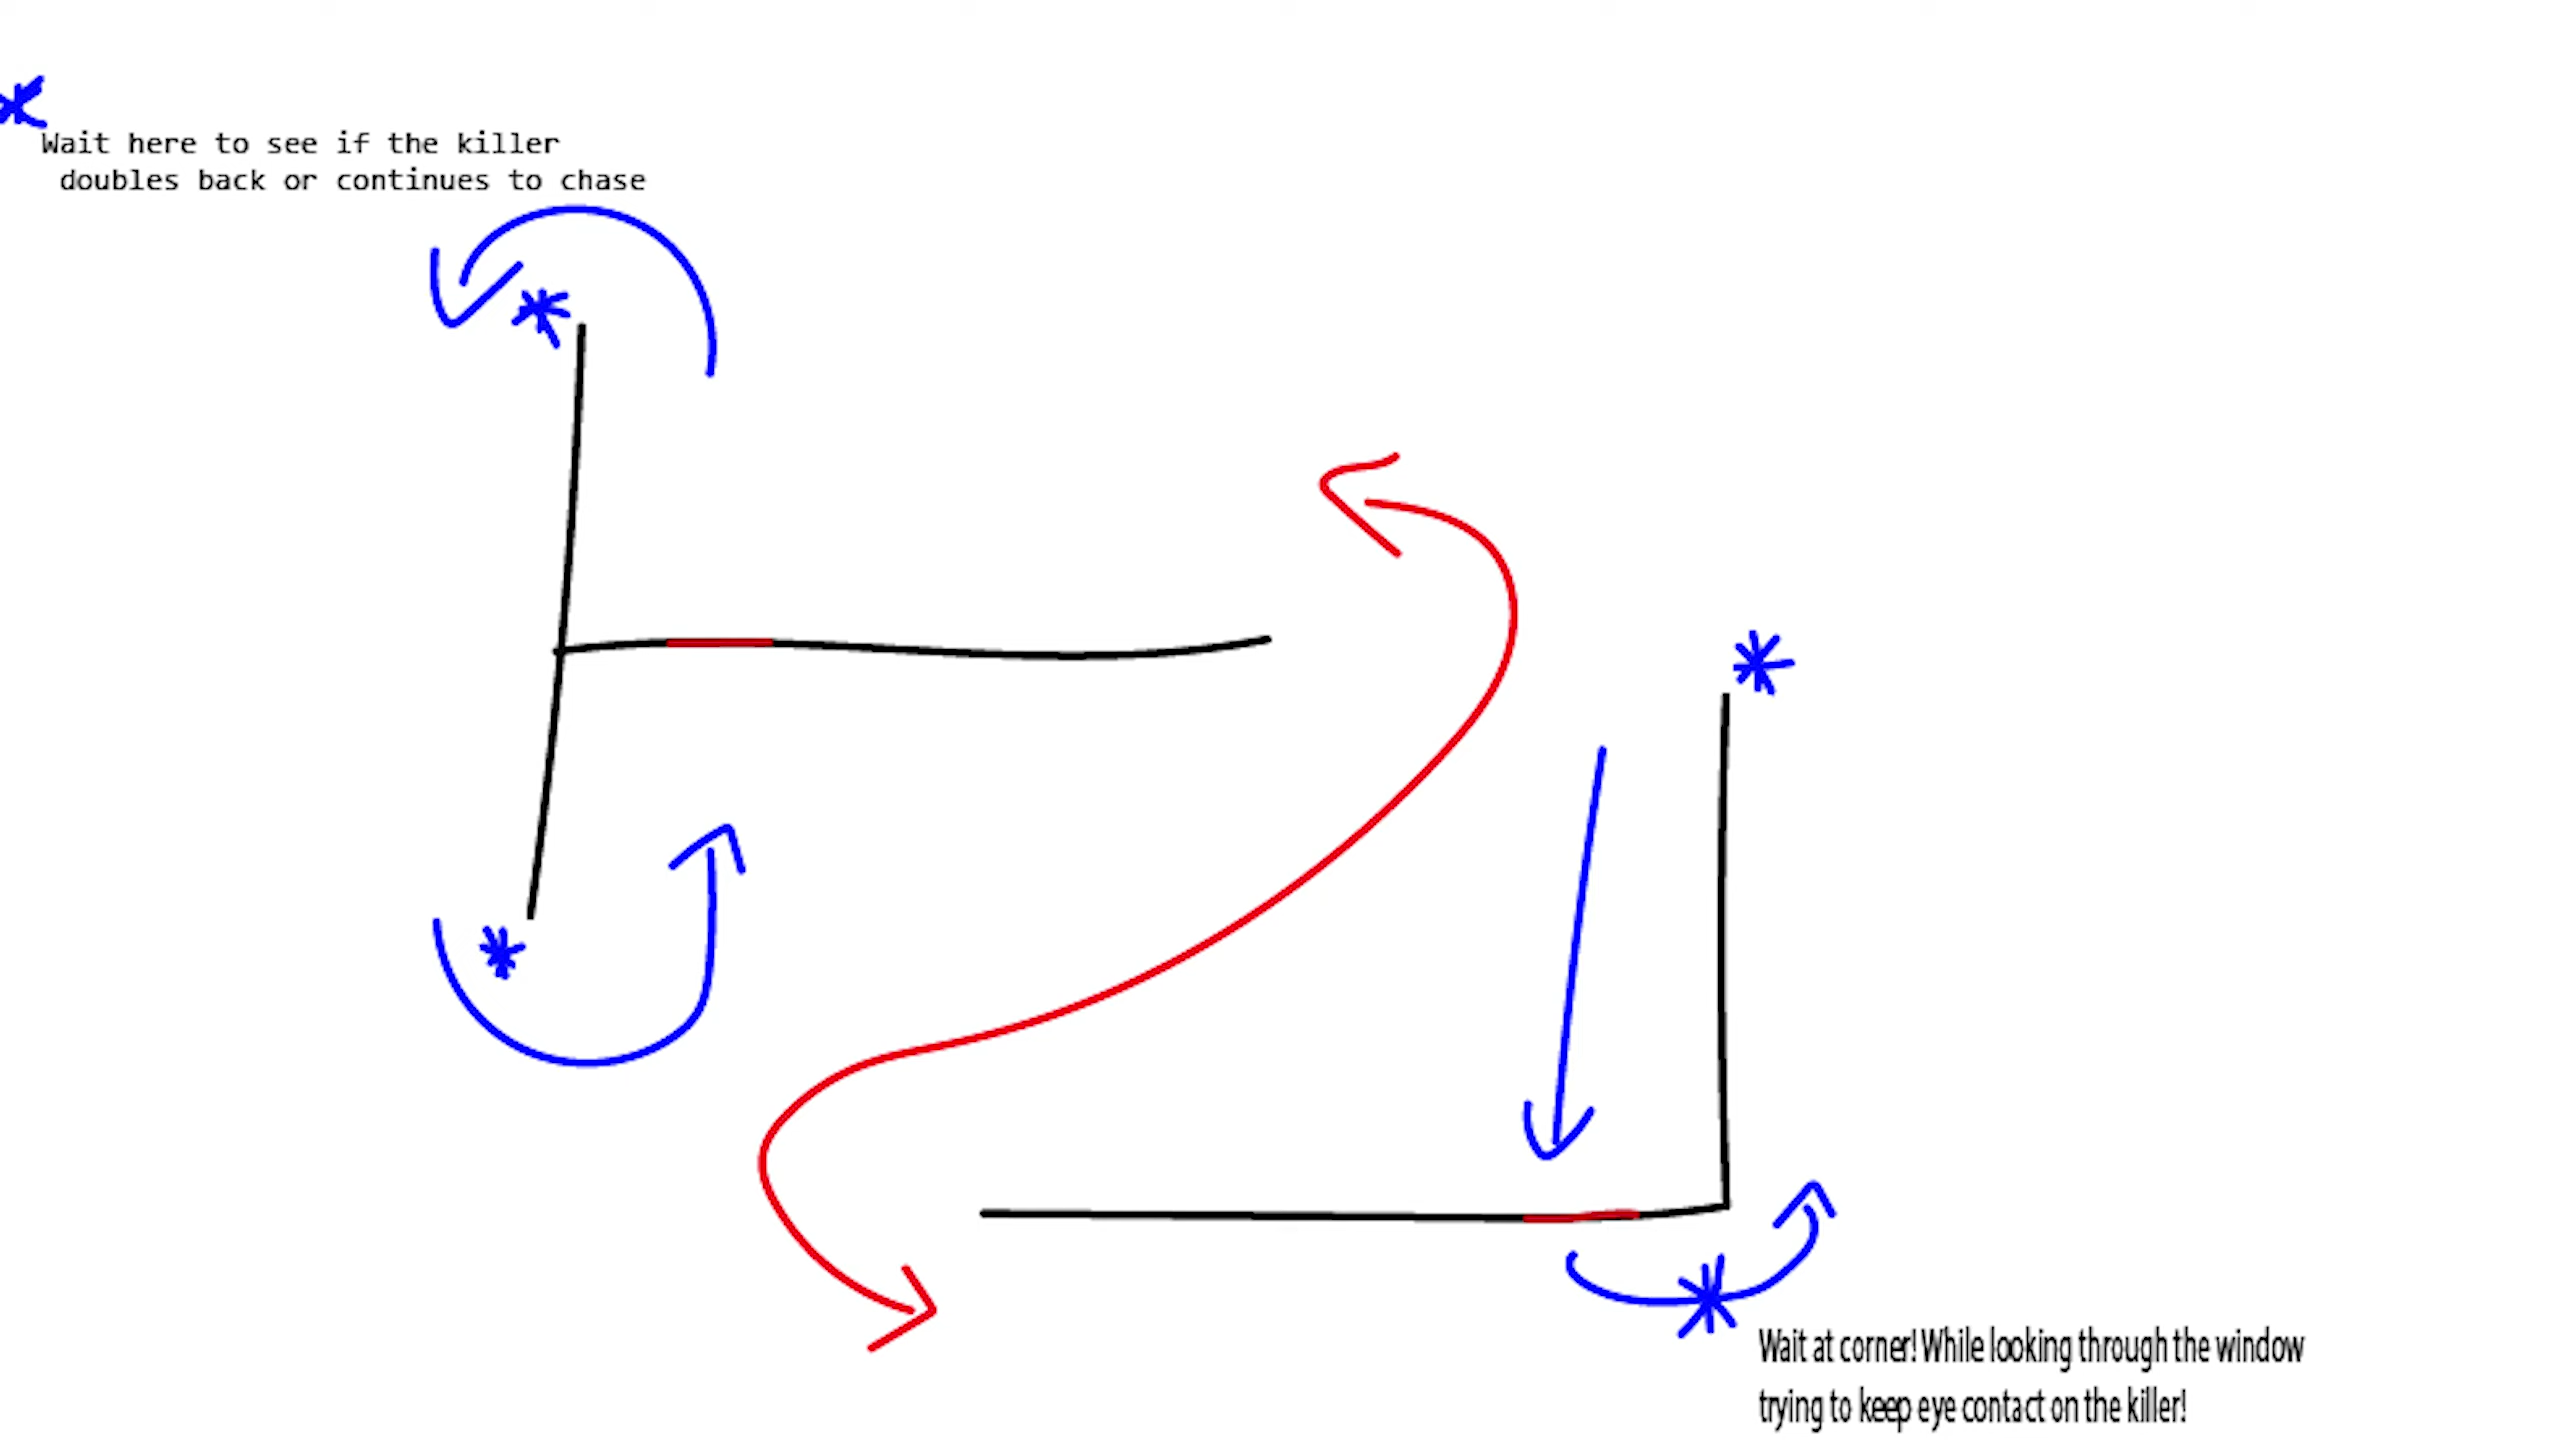 Wait here to see if the killer
doubles back or continues to chase
Wait at corner! While looking through the window
trying to keep eye contact on the killer!